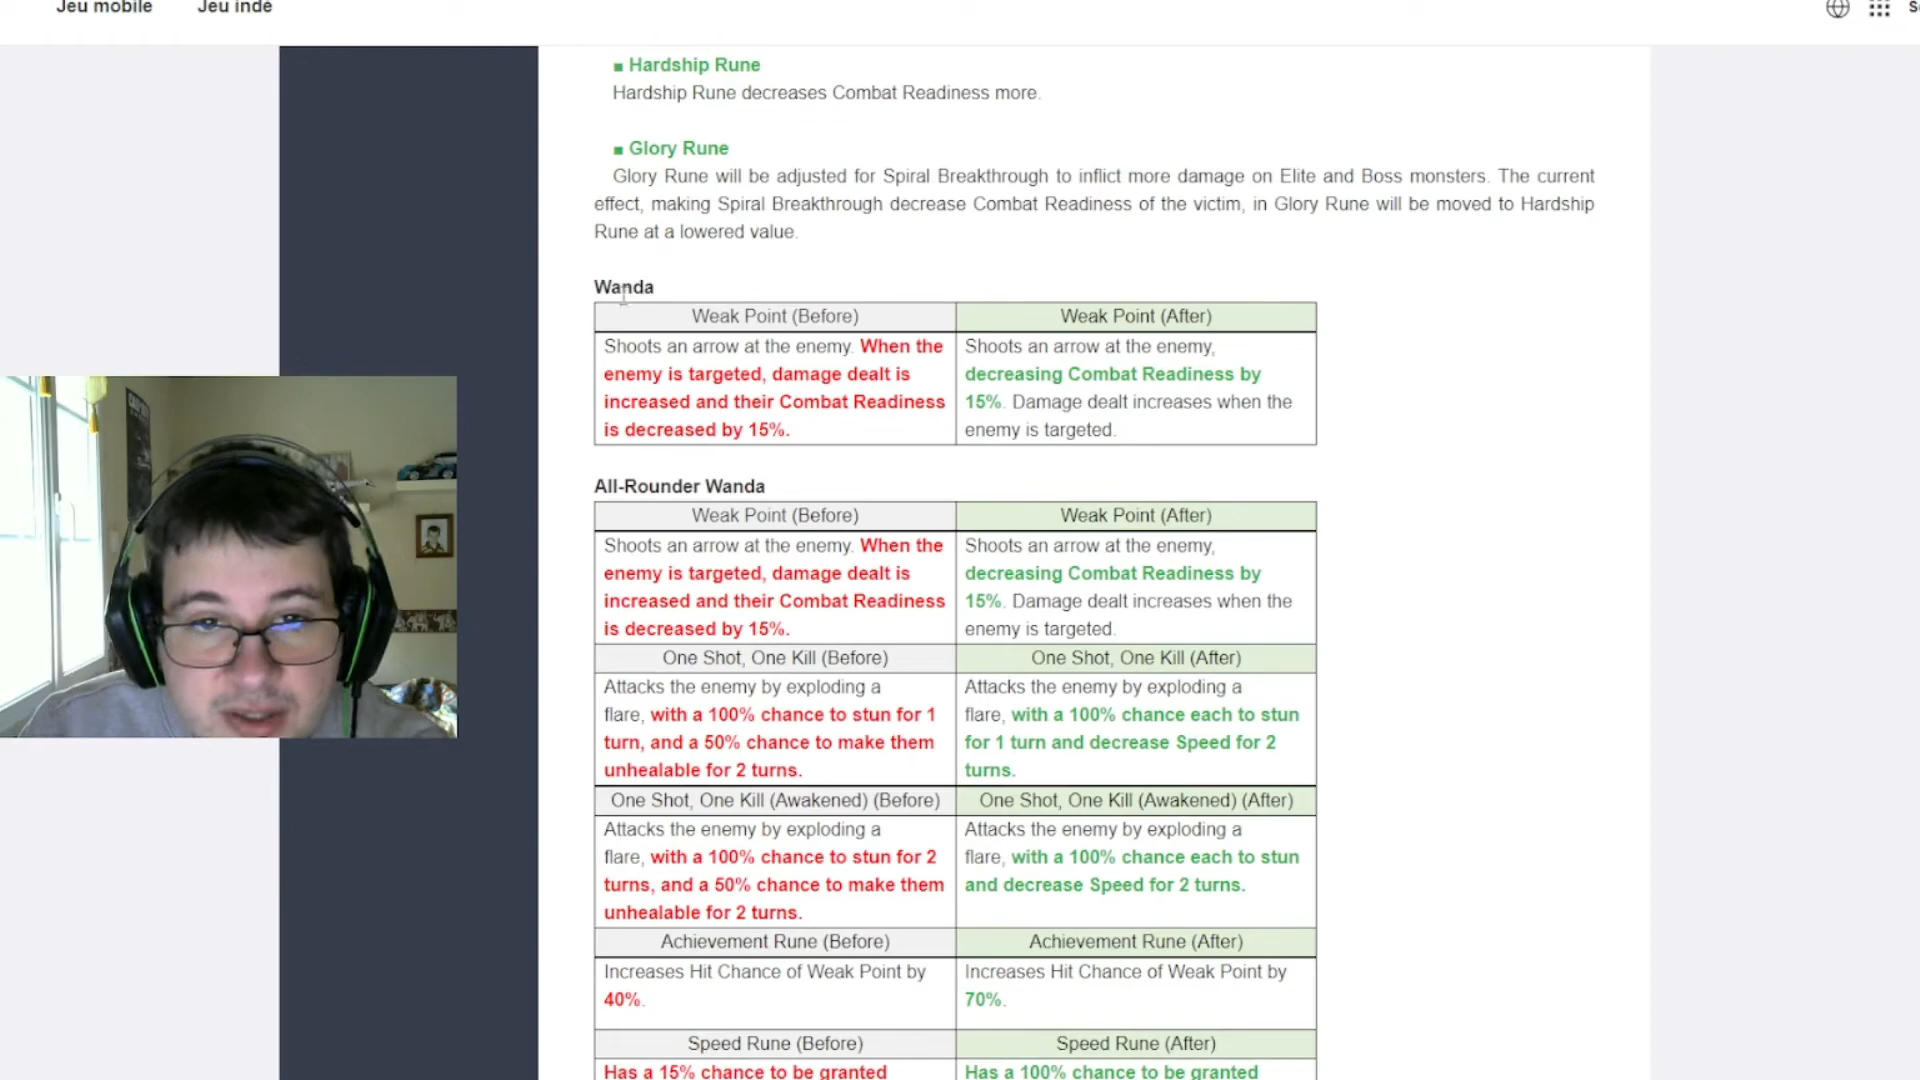 Jeu mobile Jeu indé
■ Hardship Rune
Hardship Rune decreases Combat Readiness more.
■ Glory Rune
Glory Rune will be adjusted for Spiral Breakthrough to inflict more damage on Elite and Boss monsters. The current
effect, making Spiral Breakthrough decrease Combat Readiness of the victim, in Glory Rune will be moved to Hardship
Rune at a lowered value.
Wanda
Weak Point (Before)
Weak Point (After)
Shoots an arrow at the enemy. When the
enemy is targeted, damage dealt is
increased and their Combat Readiness
is decreased by 15%.
Shoots an arrow at the enemy,
decreasing Combat Readiness by
15%. Damage dealt increases when the
enemy is targeted.
All-Rounder Wanda
Weak Point (Before)
Weak Point (After)
Shoots an arrow at the enemy. When the
enemy is targeted, damage dealt is
increased and their Combat Readiness
is decreased by 15%.
Shoots an arrow at the enemy,
decreasing Combat Readiness by
15%. Damage dealt increases when the
enemy is targeted.
One Shot, One Kill (Before)
One Shot, One Kill (After)
Attacks the enemy by exploding a
flare, with a 100% chance to stun for 1
turn, and a 50% chance to make them
unhealable for 2 turns.
Attacks the enemy by exploding a
flare, with a 100% chance each to stun
for 1 turn and decrease Speed for 2
turns.
One Shot, One Kill (Awakened) (Before)
One Shot, One Kill (Awakened) (After)
Attacks the enemy by exploding a
flare, with a 100% chance to stun for 2
turns, and a 50% chance to make them
unhealable for 2 turns.
Attacks the enemy by exploding a
flare, with a 100% chance each to stun
and decrease Speed for 2 turns.
Achievement Rune (Before)
Achievement Rune (After)
Increases Hit Chance of Weak Point by
40%.
Increases Hit Chance of Weak Point by
70%.
Speed Rune (Before)
Speed Rune (After)
Has a 15% chance to be granted
Has a 100% chance to be granted